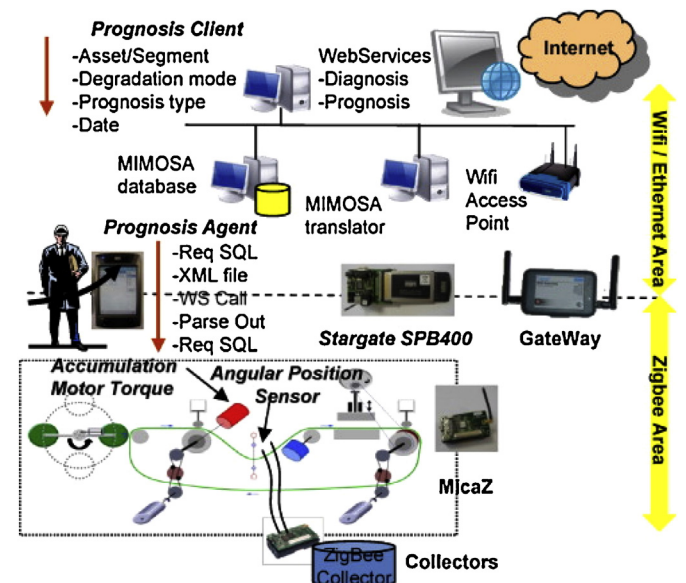 Prognosis Client
-Asset/Segment
-Degradation mode
-Prognosis type
-Date
WebServices
-Diagnosis
-Prognosis
Internet
MIMOSA
database
MIMOSA
translator
Wifi
Access
Point
Wifi / Ethernet Area
Prognosis Agent
-Req SQL
-XML file
-WS Call
-Parse Out
-Req SQL
Stargate SPB400
GateWay
Zigbee Area
Accumulation
Motor Torque
Angular Position
Sensor
MicaZ
ZigBee
Collector
Collectors